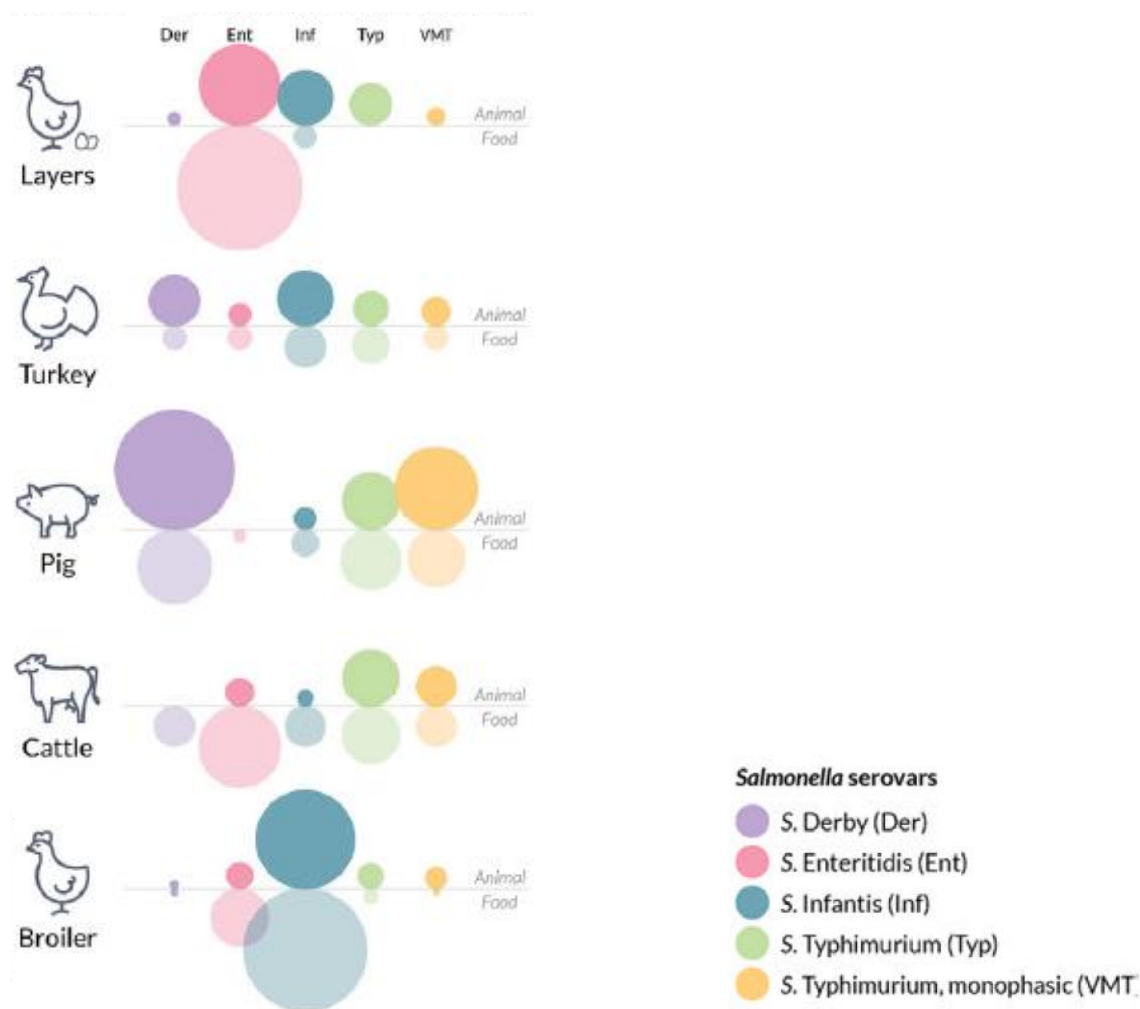 Der Ent Inf Typ VMT
Animal
Food
Layers
Animal
Food
Turkey
Animal
Food
Pig
Animal
Food
Cattle
Animal
Food
Broiler
Salmonella serovars
S. Derby (Der)
S. Enteritidis (Ent)
S. Infantis (Inf)
S. Typhimurium (Typ)
S. Typhimurium, monophasic (VMT